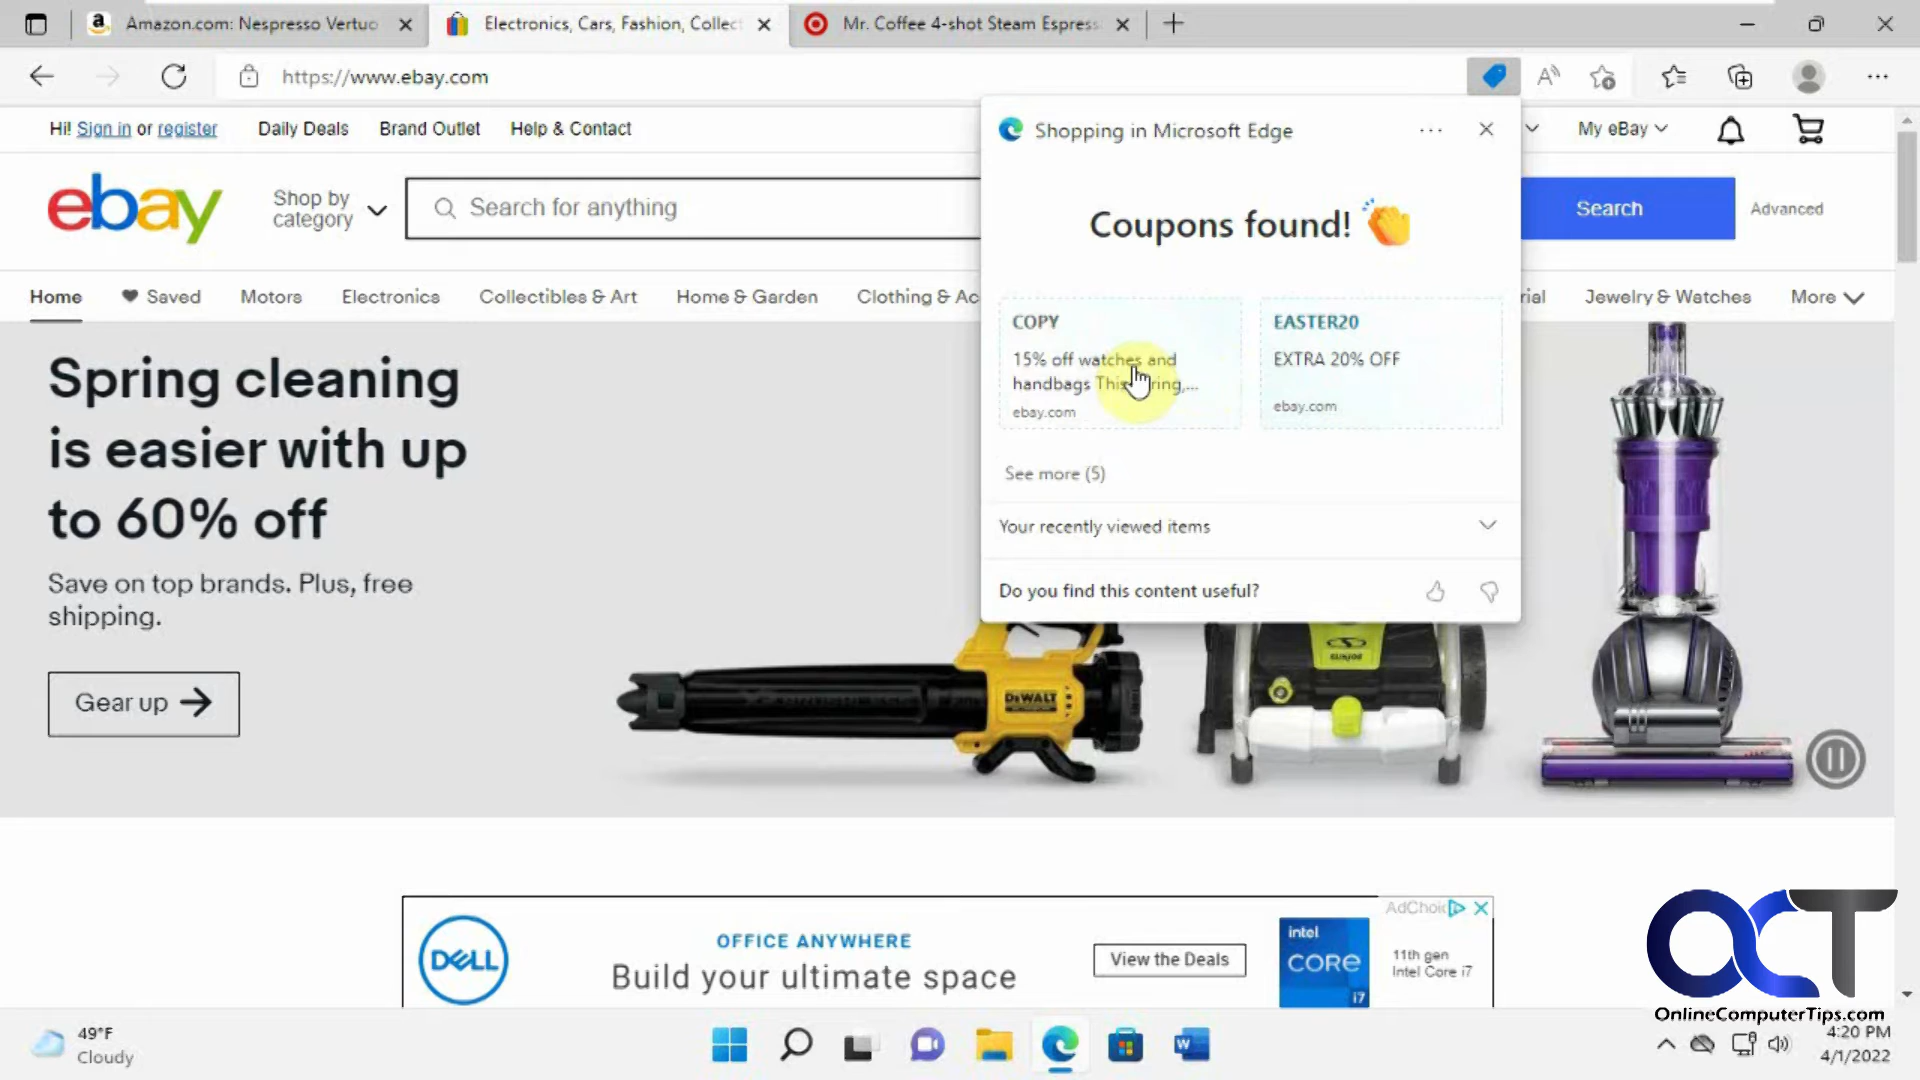 Amazon.com: Nespresso Vertuo
Electronics, Cars, Fashion, Collect
Mr. Coffee 4-shot Steam Espress
https://www.ebay.com
Hi! Sign in or register
Daily Deals
Brand Outlet
Help & Contact
My eBay
ebay
Shop by
category
Search for anything
Search
Advanced
Home
Saved
Motors
Electronics
Collectibles & Art
Home & Garden
Clothing & Ac
rial
Jewelry & Watches
More
Shopping in Microsoft Edge
Coupons found!
COPY
15% off watches and
handbags This ring,...
ebay.com
EASTER20
EXTRA 20% OFF
ebay.com
See more (5)
Your recently viewed items
Do you find this content useful?
Spring cleaning
is easier with up
to 60% off
Save on top brands. Plus, free
shipping.
Gear up
DEWALT
SUNJOE
DELL
OFFICE ANYWHERE
Build your ultimate space
View the Deals
AdChoic
intel
CORE
i7
11th gen
Intel Core i7
OCT
OnlineComputerTips.com
49°F
Cloudy
W
4:20 PM
4/1/2022